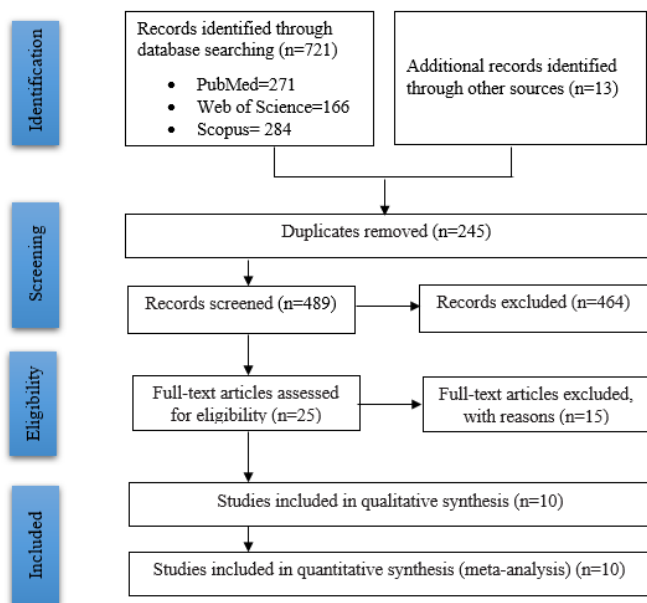 Identification
Records identified through
database searching (n=721)
• PubMed=271
• Web of Science=166
• Scopus= 284
Additional records identified
through other sources (n=13)
Screening
Duplicates removed (n=245)
Records screened (n=489)
Records excluded (n=464)
Eligibility
Full-text articles assessed
for eligibility (n=25)
Full-text articles excluded,
with reasons (n=15)
Included
Studies included in qualitative synthesis (n=10)
Studies included in quantitative synthesis (meta-analysis) (n=10)